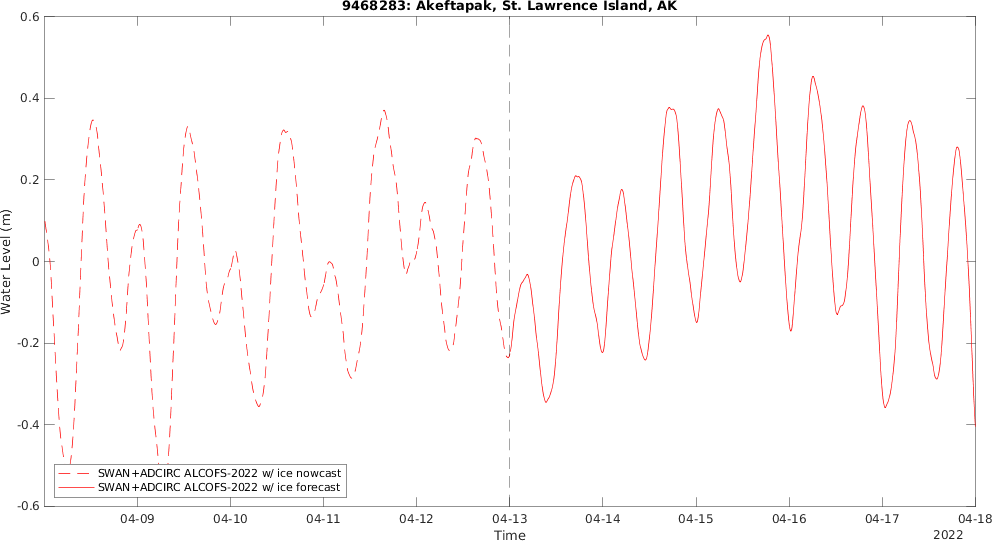 9468283: Akeftapak, St. Lawrence Island, AK
0.6
0.4
0.2
0
-0.2
-0.4
-0.6
Water Level (m)
SWAN+ADCIRC ALCOFS-2022 w/ ice nowcast
SWAN+ADCIRC ALCOFS-2022 w/ ice forecast
04-09 04-10 04-11 04-12 04-13 04-14 04-15 04-16 04-17 04-18
Time
2022